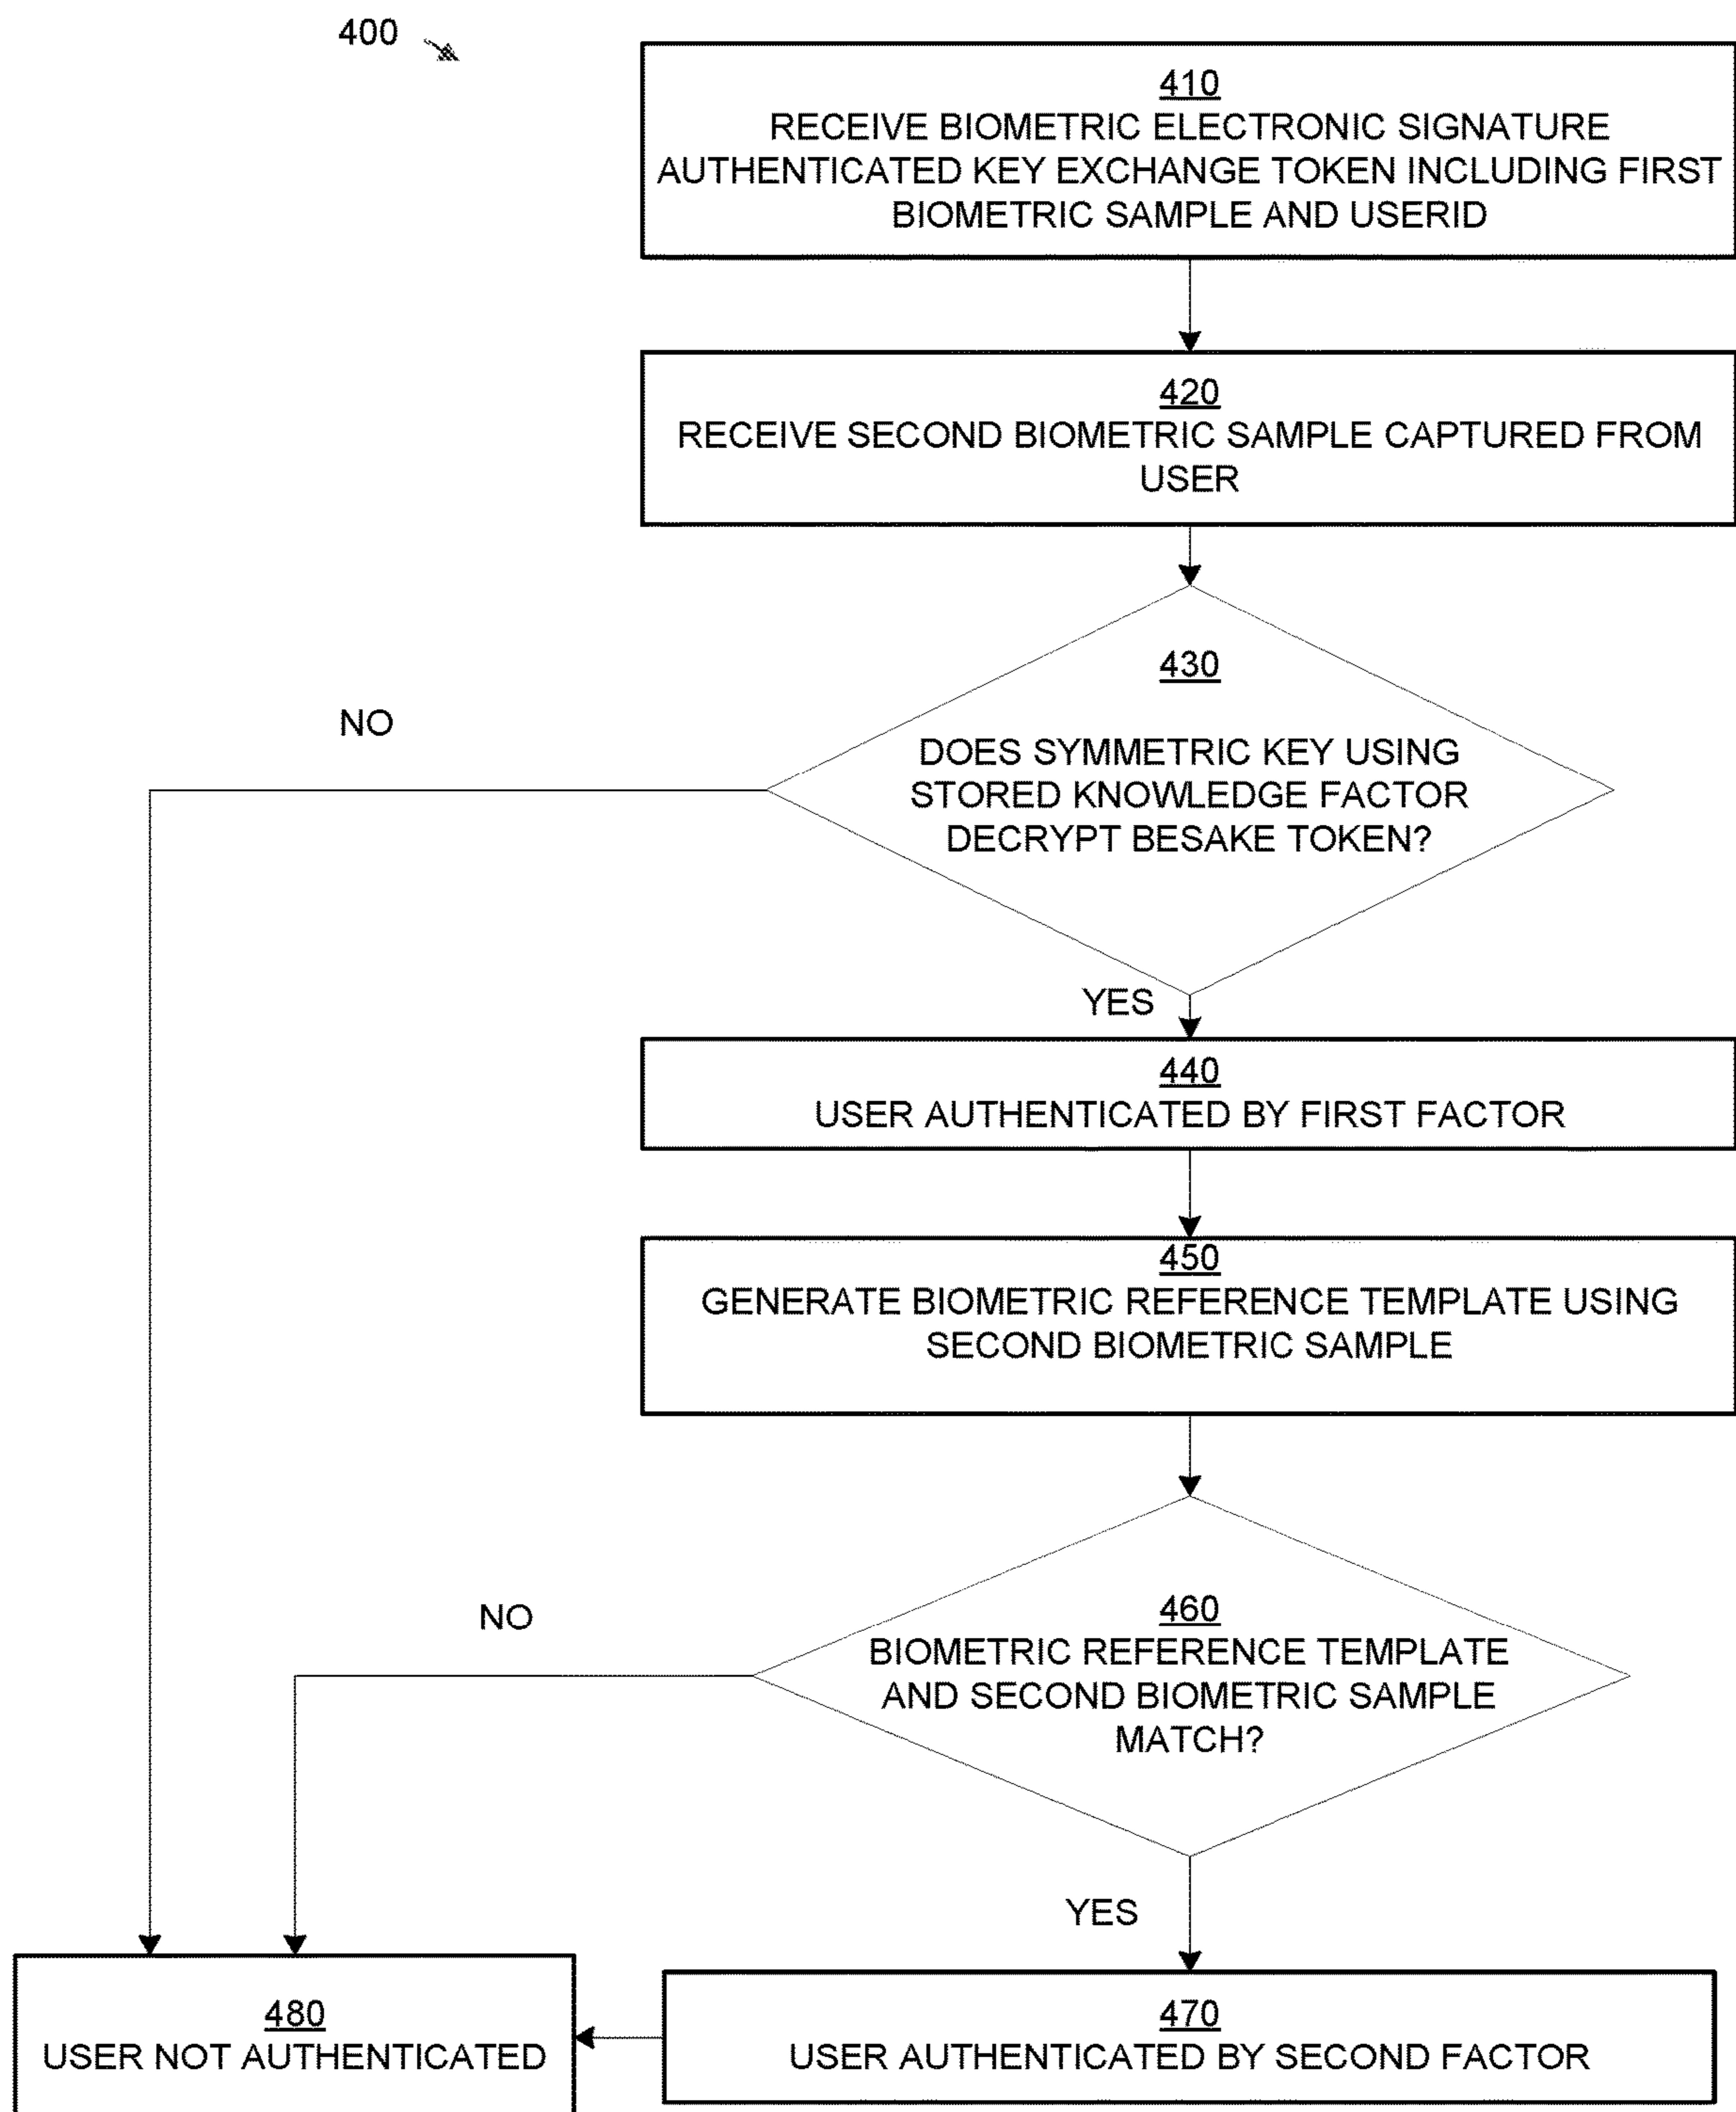 400
410
RECEIVE BIOMETRIC ELECTRONIC SIGNATURE
AUTHENTICATED KEY EXCHANGE TOKEN INCLUDING FIRST
BIOMETRIC SAMPLE AND USERID
420
RECEIVE SECOND BIOMETRIC SAMPLE CAPTURED FROM
USER
430
NO
DOES SYMMETRIC KEY USING
STORED KNOWLEDGE FACTOR
DECRYPT BESAKE TOKEN?
YES
440
USER AUTHENTICATED BY FIRST FACTOR
450
GENERATE BIOMETRIC REFERENCE TEMPLATE USING
SECOND BIOMETRIC SAMPLE
460
NO
BIOMETRIC REFERENCE TEMPLATE
AND SECOND BIOMETRIC SAMPLE
MATCH?
YES
480
USER NOT AUTHENTICATED
470
USER AUTHENTICATED BY SECOND FACTOR